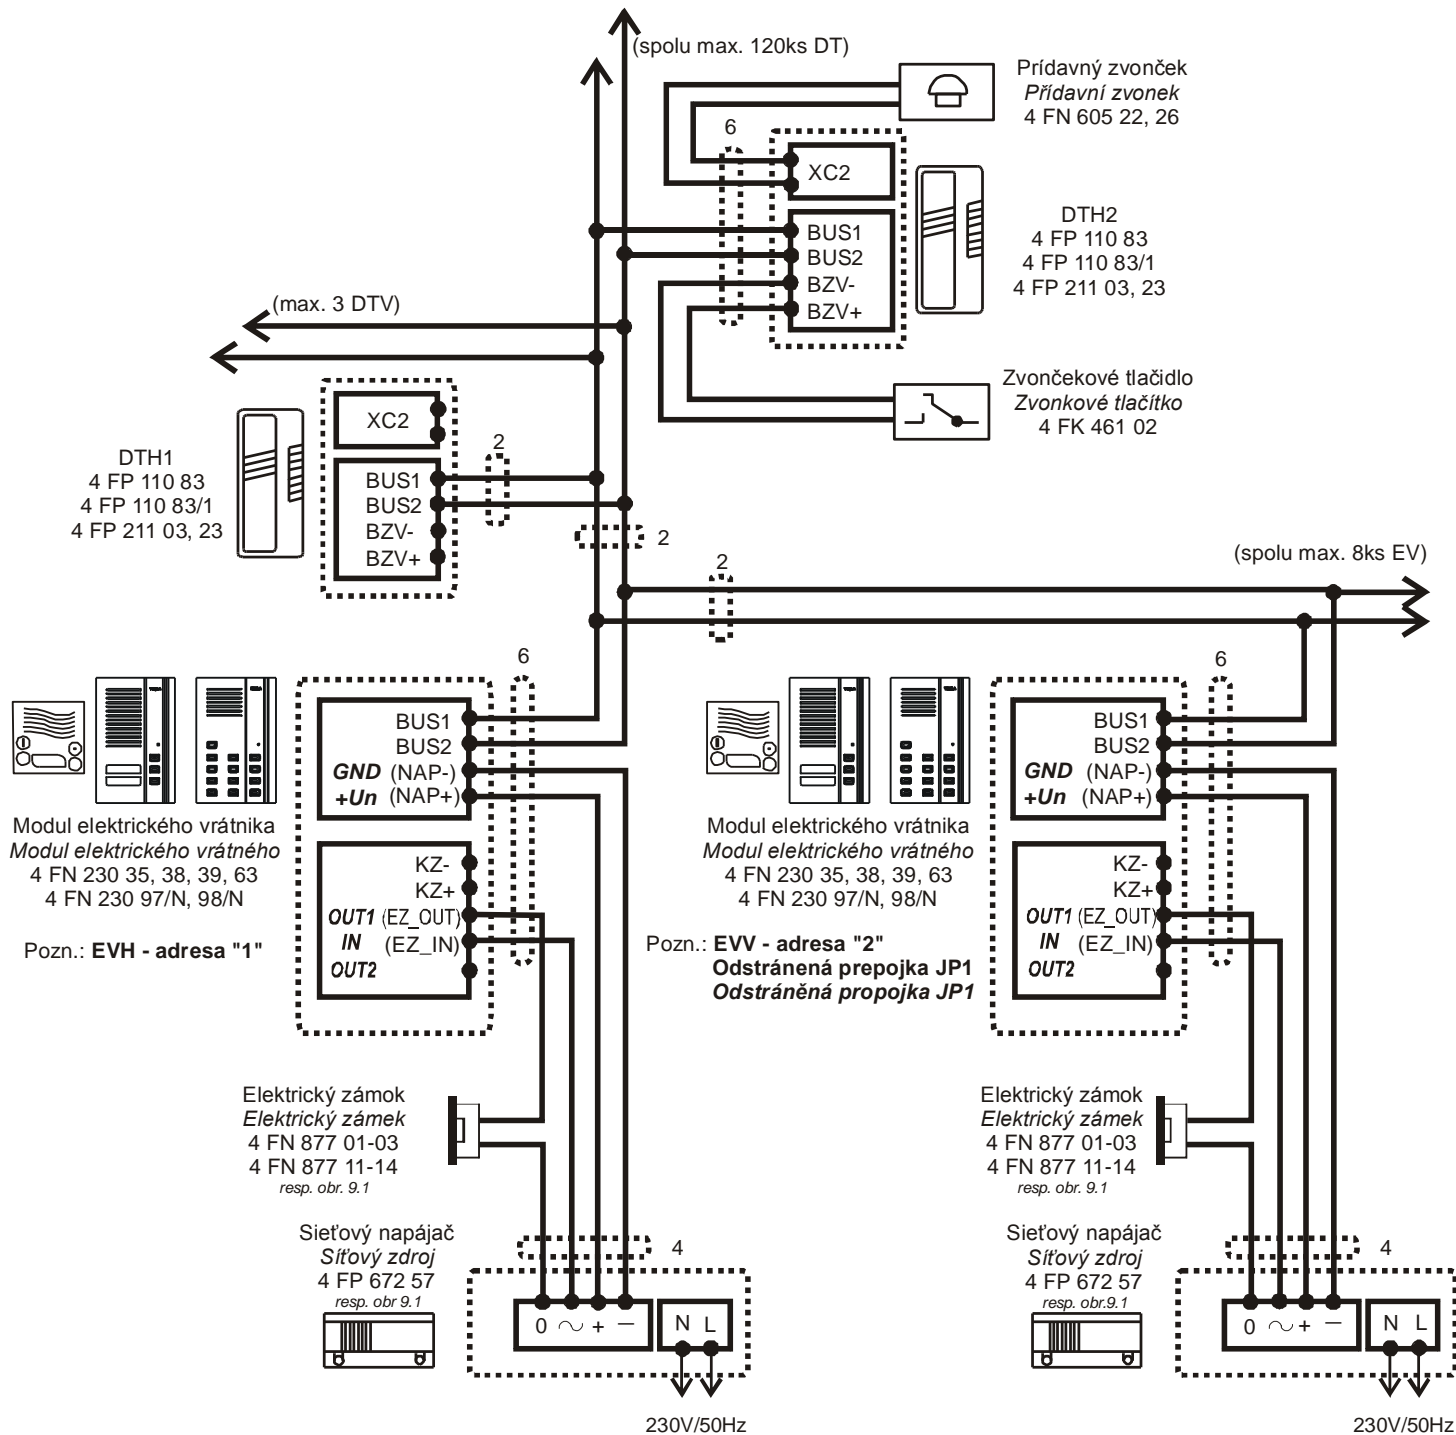 (spolu max. 120ks DT)
Prídavný zvonček
Přídavní zvonek
4 FN 605 22, 26
6
XC2
BUS1
BUS2
BZV-
BZV+
DTH2
4 FP 110 83
4 FP 110 83/1
4 FP 211 03, 23
(max. 3 DTV)
Zvončekové tlačidlo
Zvonkové tlačítko
4 FK 461 02
DTH1
4 FP 110 83
4 FP 110 83/1
4 FP 211 03, 23
XC2
BUS1
BUS2
BZV-
BZV+
2
2
2
(spolu max. 8ks EV)
6
BUS1
BUS2
GND (NAP-)
+Un (NAP+)
KZ-
KZ+
OUT1 (EZ_OUT)
IN (EZ_IN)
OUT2
Modul elektrického vrátnika
Modul elektrického vrátného
4 FN 230 35, 38, 39, 63
4 FN 230 97/N, 98/N
Pozn.: EVH - adresa "1"
6
BUS1
BUS2
GND (NAP-)
+Un (NAP+)
KZ-
KZ+
OUT1 (EZ_OUT)
IN (EZ_IN)
OUT2
Modul elektrického vrátnika
Modul elektrického vrátného
4 FN 230 35, 38, 39, 63
4 FN 230 97/N, 98/N
Pozn.: EVV - adresa "2"
Odstránená prepojka JP1
Odstráněná propojka JP1
Elektrický zámok
Elektrický zámek
4 FN 877 01-03
4 FN 877 11-14
resp. obr. 9.1
Elektrický zámok
Elektrický zámek
4 FN 877 01-03
4 FN 877 11-14
resp. obr. 9.1
Sieťový napájač
Síťový zdroj
4 FP 672 57
resp. obr 9.1
4
0 ~ + –
N L
230V/50Hz
Sieťový napájač
Síťový zdroj
4 FP 672 57
resp. obr.9.1
4
0 ~ + –
N L
230V/50Hz